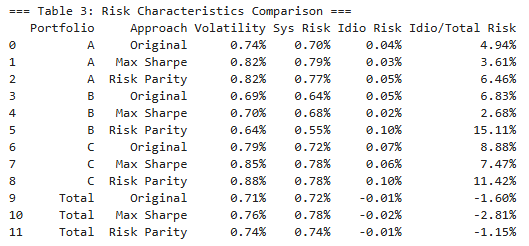 === Table 3: Risk Characteristics Comparison ===
Portfolio Approach Volatility Sys Risk Idio Risk Idio/Total Risk
0 A Original 0.74% 0.70% 0.04% 4.94%
1 A Max Sharpe 0.82% 0.79% 0.03% 3.61%
2 A Risk Parity 0.82% 0.77% 0.05% 6.46%
3 B Original 0.69% 0.64% 0.05% 6.83%
4 B Max Sharpe 0.70% 0.68% 0.02% 2.68%
5 B Risk Parity 0.64% 0.55% 0.10% 15.11%
6 C Original 0.79% 0.72% 0.07% 8.88%
7 C Max Sharpe 0.85% 0.78% 0.06% 7.47%
8 C Risk Parity 0.88% 0.78% 0.10% 11.42%
9 Total Original 0.71% 0.72% -0.01% -1.60%
10 Total Max Sharpe 0.76% 0.78% -0.02% -2.81%
11 Total Risk Parity 0.74% 0.74% -0.01% -1.15%